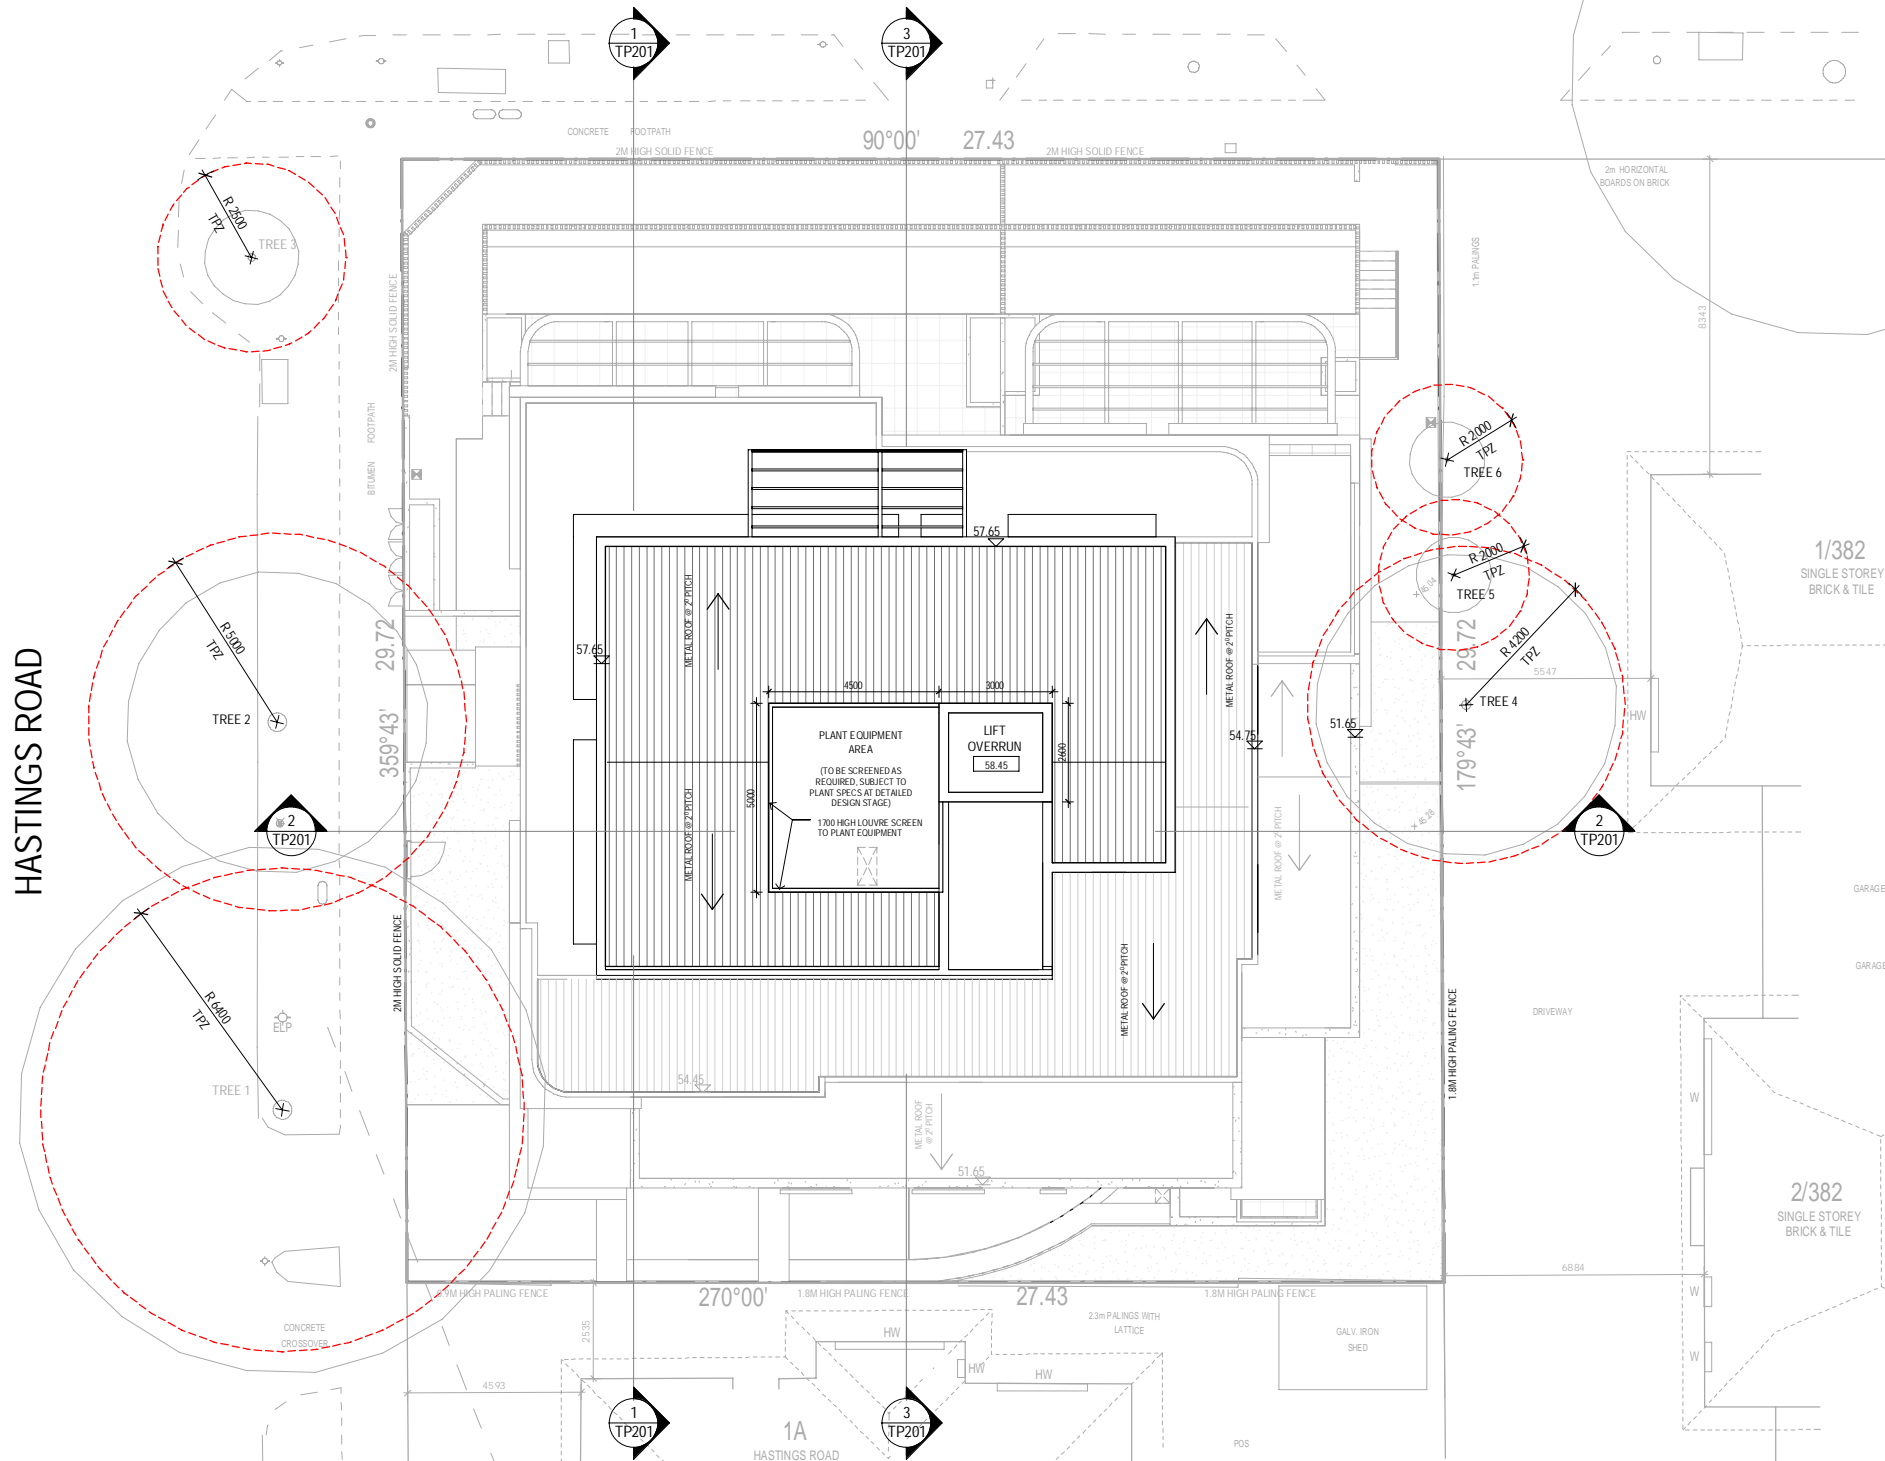 1
TP201
3
TP201
CONCRETE FOOTPATH
2M HIGH SOLID FENCE
90°00'
27.43
2M HIGH SOLID FENCE
2m HORIZONTAL
BOARDS ON BRICK
R 2500
TPZ
TREE 3
2M HIGH SOLID FENCE
1.1m PALINGS
8343
BITUMEN FOOTPATH
R 2000
TPZ
TREE 6
R 2000
TPZ
TREE 5
45.04
1/382
SINGLE STOREY
BRICK & TILE
57.65
57.65
METAL ROOF @ 2° PITCH
METAL ROOF @ 2° PITCH
R 5000
TPZ
TREE 2
29.72
359°43'
HASTINGS ROAD
4500
3000
PLANT EQUIPMENT
AREA
(TO BE SCREENED AS
REQUIRED, SUBJECT TO
PLANT SPECS AT DETAILED
DESIGN STAGE)
1700 HIGH LOUVRE SCREEN
TO PLANT EQUIPMENT
5000
LIFT
OVERRUN
58.45
2600
54.75
51.65
R 4200
TPZ
TREE 4
29.72
179°43'
5547
HW
METAL ROOF @ 2° PITCH
METAL ROOF @ 2° PITCH
2
TP201
2
TP201
GARAGE
GARAGE
2M HIGH SOLID FENCE
R 6400
TPZ
ELP
TREE 1
METAL ROOF @ 2° PITCH
1.8M HIGH PALING FENCE
DRIVEWAY
54.45
METAL ROOF
@ 2° PITCH
51.65
W
2/382
SINGLE STOREY
BRICK & TILE
6884
W
W
0.9M HIGH PALING FENCE
270°00'
1.8M HIGH PALING FENCE
27.43
1.8M HIGH PALING FENCE
2.3m PALINGS WITH
LATTICE
GALV. IRON
SHED
CONCRETE
CROSSOVER
2535
HW
HW
HW
4593
1
TP201
3
TP201
1A
HASTINGS ROAD
POS